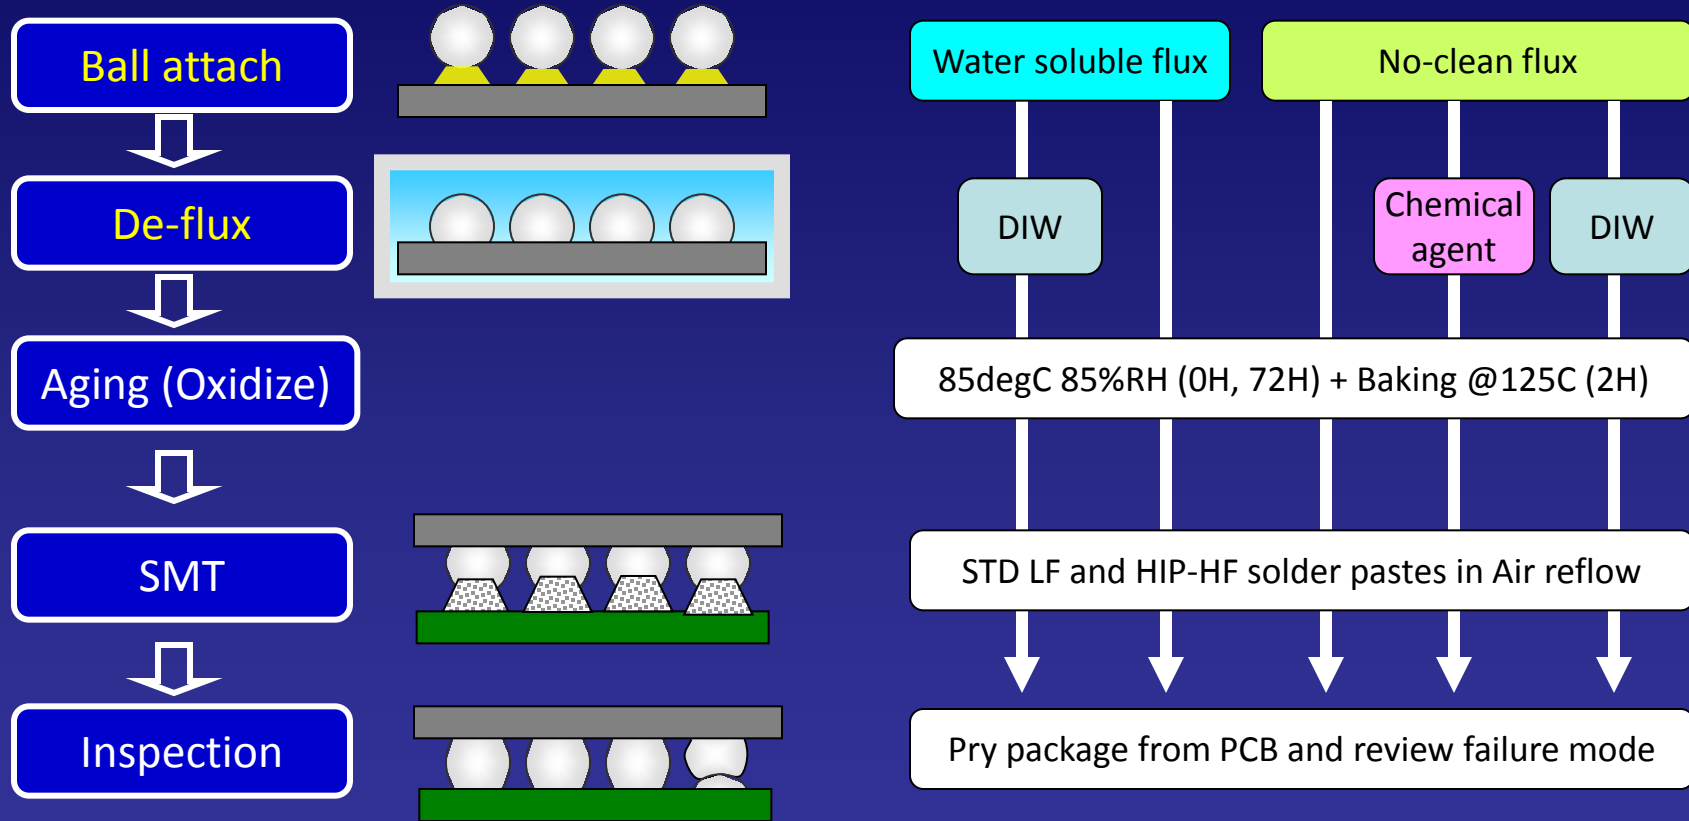 Ball attach
Water soluble flux
No-clean flux
De-flux
DIW
Chemical
agent
DIW
Aging (Oxidize)
85degC 85%RH (0H, 72H) + Baking @125C (2H)
SMT
STD LF and HIP-HF solder pastes in Air reflow
Inspection
Pry package from PCB and review failure mode